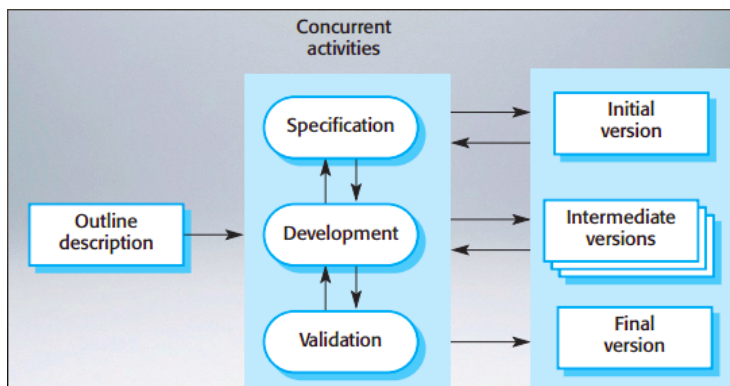 Concurrent
activities
Specification
Initial
version
Outline
description
Development
Intermediate
versions
Validation
Final
version